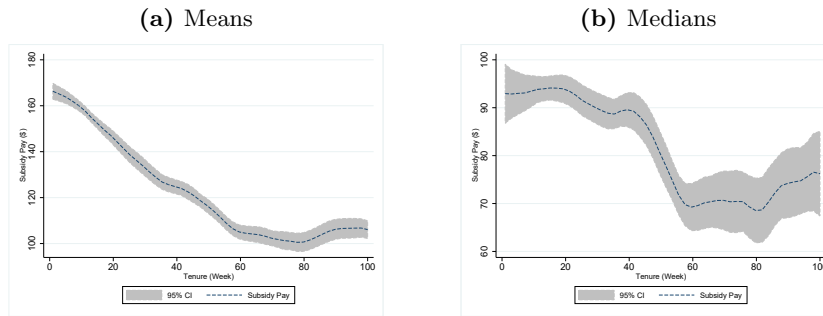 (a) Means
(b) Medians
Subsidy Pay ($)
180
160
140
120
100
0 20 40 60 80 100
Tenure (Week)
95% CI Subsidy Pay
Subsidy Pay ($)
100
90
80
70
60
0 20 40 60 80 100
Tenure (Week)
95% CI Subsidy Pay